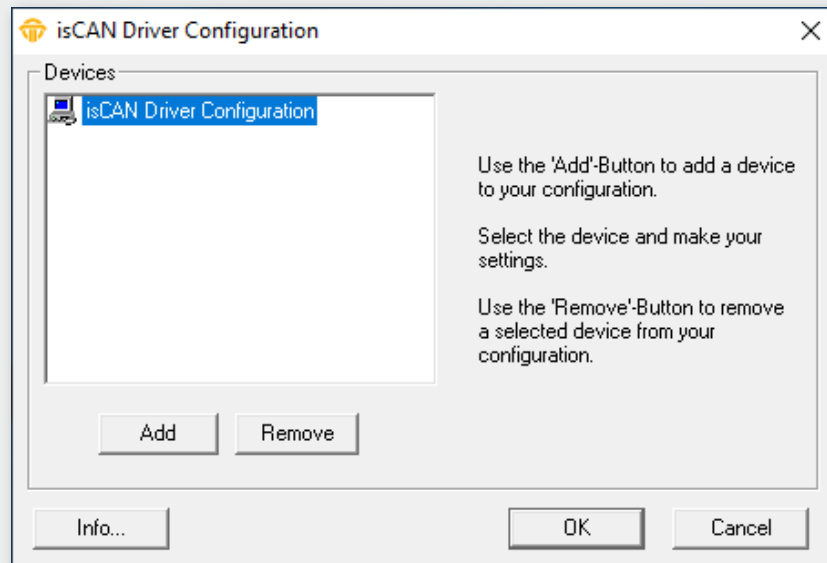 isCAN Driver Configuration
Devices
isCAN Driver Configuration
Use the 'Add'-Button to add a device
to your configuration.
Select the device and make your
settings.
Use the 'Remove'-Button to remove
a selected device from your
configuration.
Add
Remove
Info...
OK
Cancel